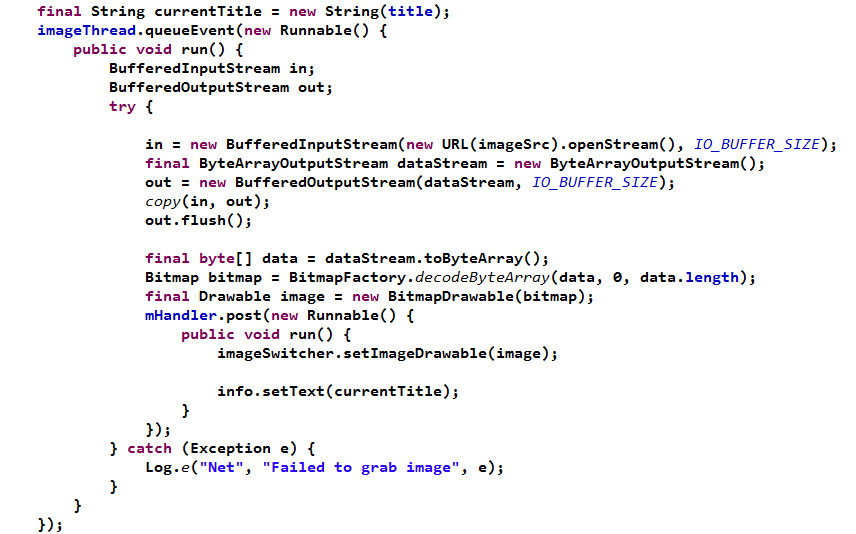 final String currentTitle = new String(title);
imageThread.queueEvent(new Runnable() {
public void run() {
BufferedInputStream in;
BufferedOutputStream out;
try {
in = new BufferedInputStream(new URL(imageSrc).openStream(), IO_BUFFER_SIZE);
final ByteArrayOutputStream dataStream = new ByteArrayOutputStream();
out = new BufferedOutputStream(dataStream, IO_BUFFER_SIZE);
copy(in, out);
out.flush();
final byte[] data = dataStream.toByteArray();
Bitmap bitmap = BitmapFactory.decodeByteArray(data, 0, data.length);
final Drawable image = new BitmapDrawable(bitmap);
mHandler.post(new Runnable() {
public void run() {
imageSwitcher.setImageDrawable(image);
info.setText(currentTitle);
}
});
} catch (Exception e) {
Log.e("Net", "Failed to grab image", e);
}
}
});